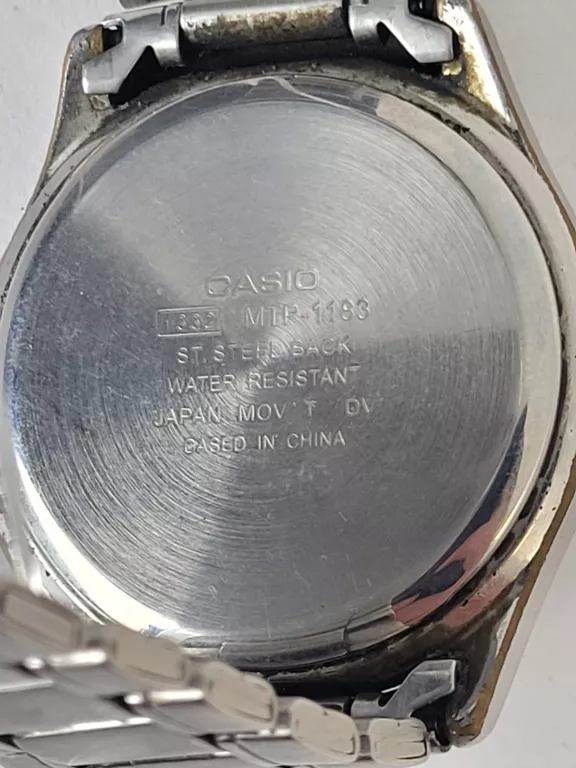 CASIO
1332 MTP-1183
ST. STEEL BACK
WATER RESISTANT
JAPAN MOV'T DV
CASED IN CHINA